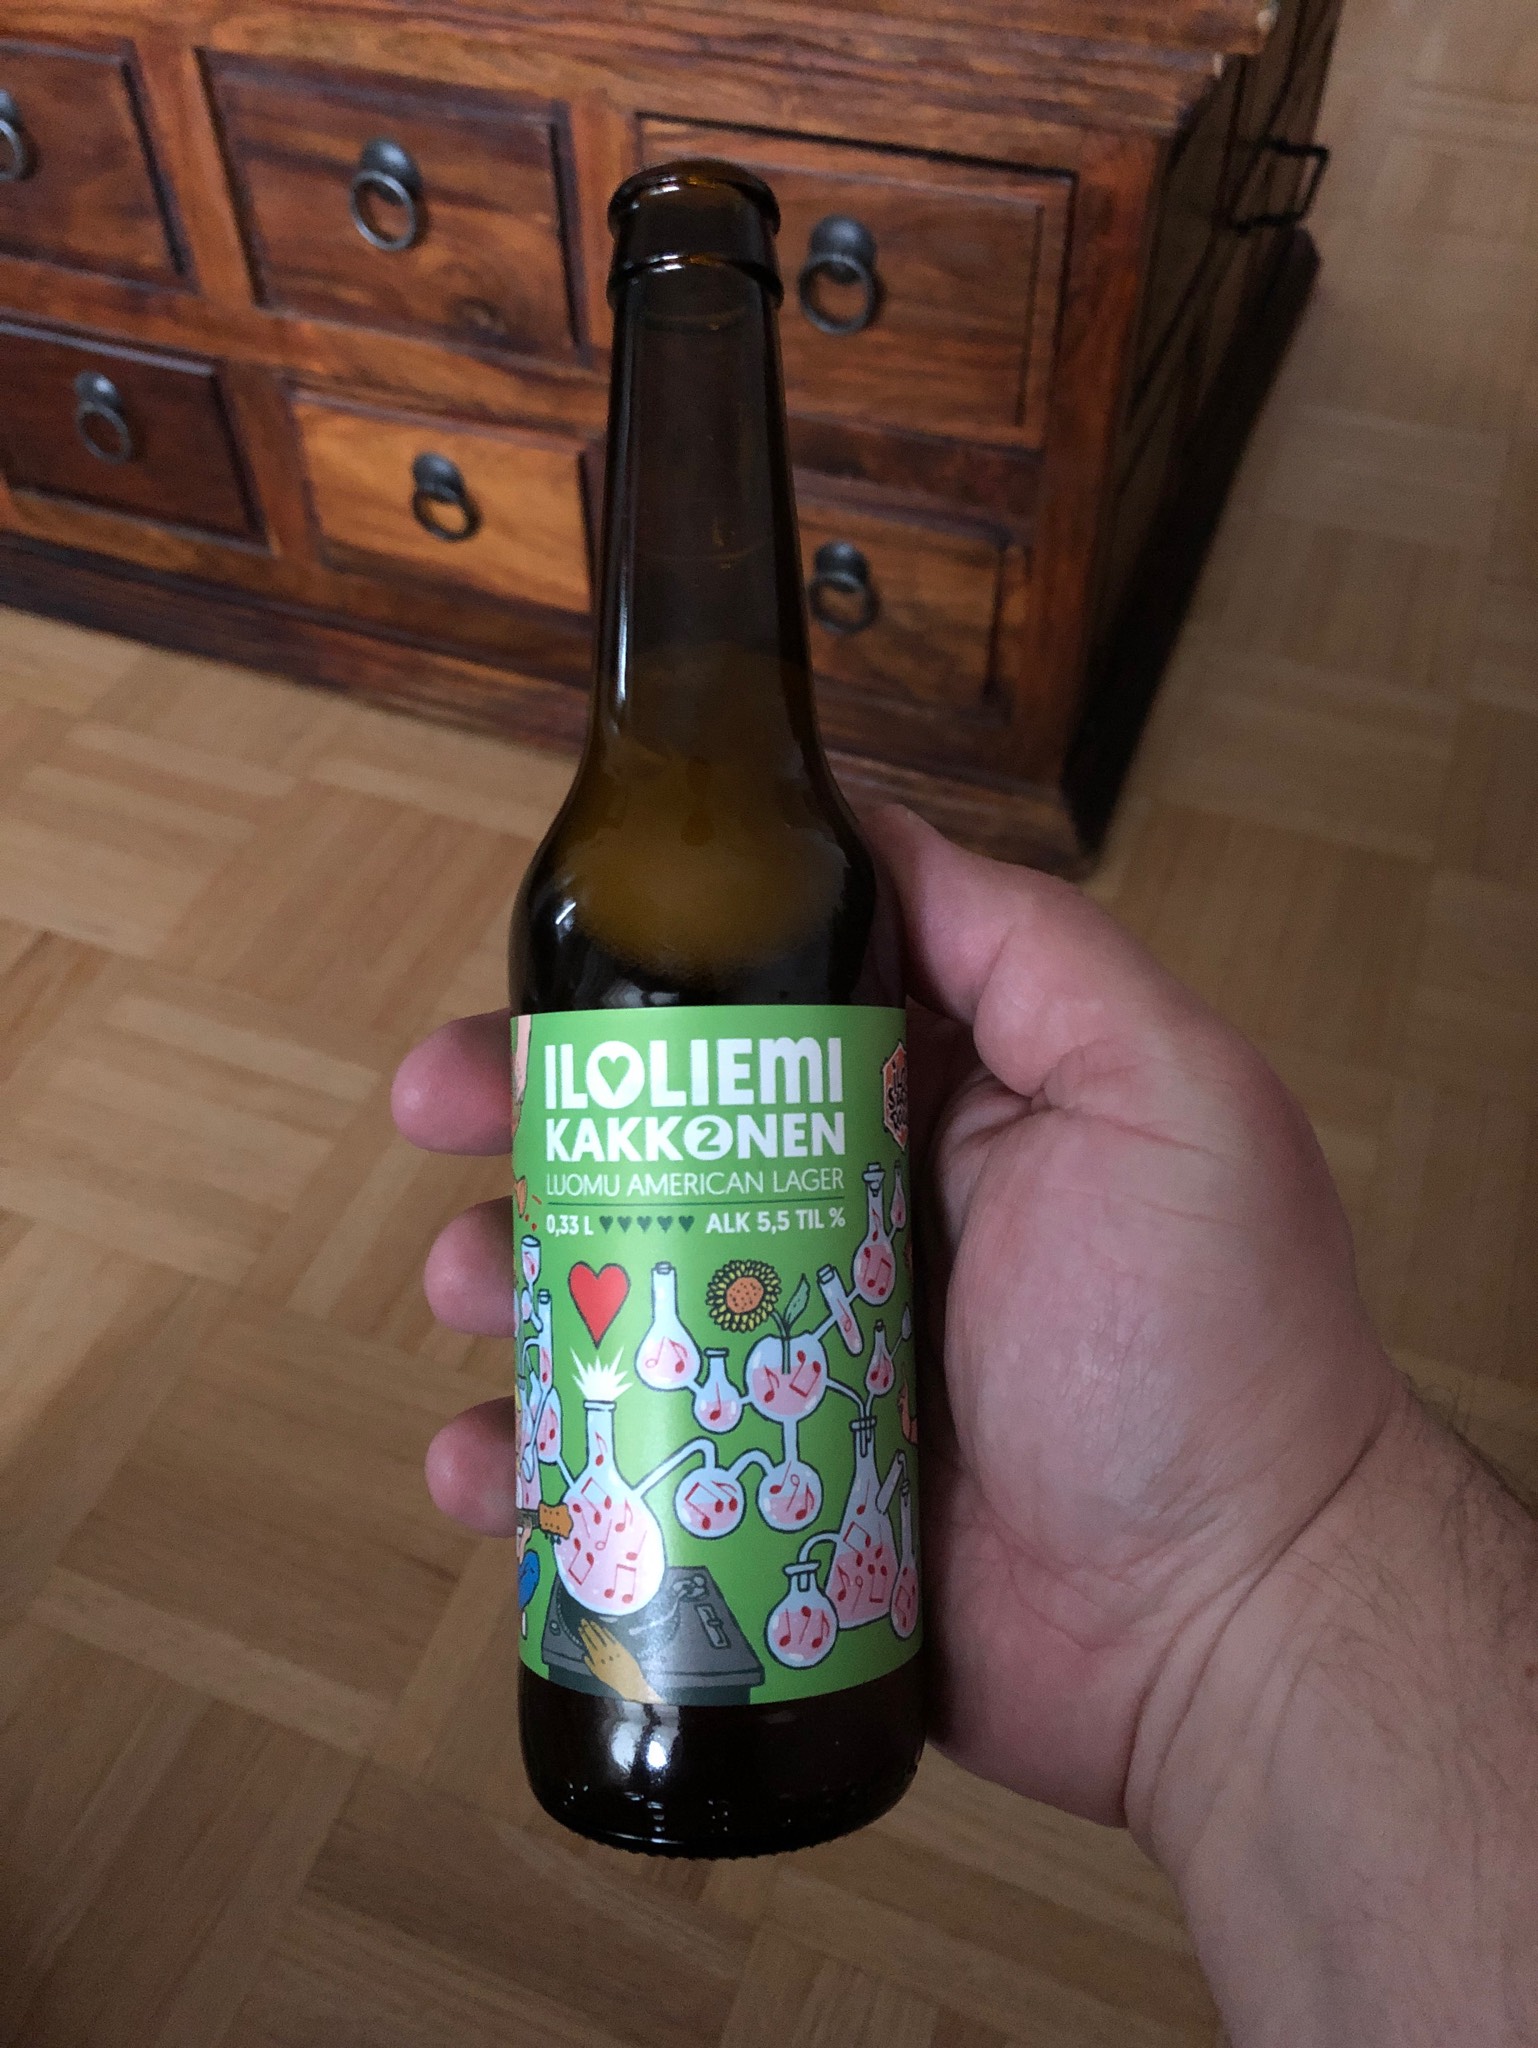 ILOLIEMI
KAKK2NEN
LUOMU AMERICAN LAGER
0,33 L ♥♥♥♥♥ ALK 5,5 TIL %